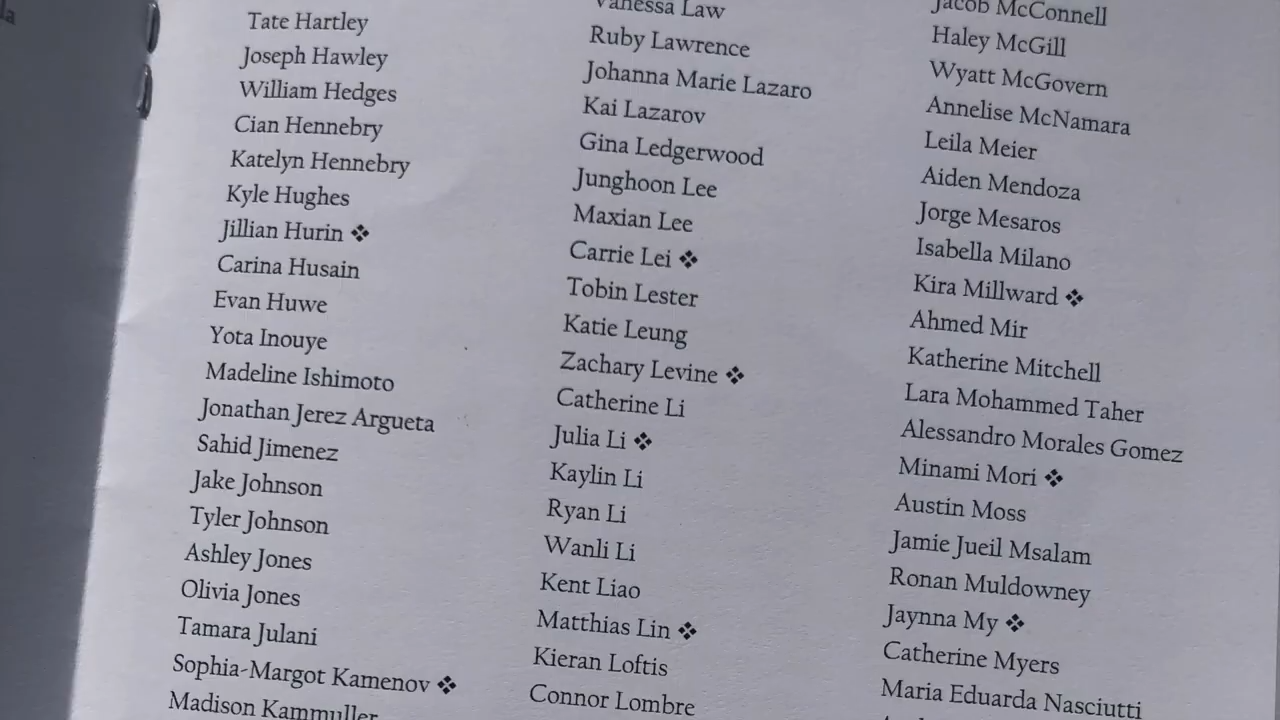 la
Tate Hartley
Joseph Hawley
William Hedges
Cian Hennebry
Katelyn Hennebry
Kyle Hughes
Jillian Hurin ❖
Carina Husain
Evan Huwe
Yota Inouye
Madeline Ishimoto
Jonathan Jerez Argueta
Sahid Jimenez
Jake Johnson
Tyler Johnson
Ashley Jones
Olivia Jones
Tamara Julani
Sophia-Margot Kamenov ❖
Madison Kammuller
Vanessa Law
Ruby Lawrence
Johanna Marie Lazaro
Kai Lazarov
Gina Ledgerwood
Junghoon Lee
Maxian Lee
Carrie Lei ❖
Tobin Lester
Katie Leung
Zachary Levine ❖
Catherine Li
Julia Li ❖
Kaylin Li
Ryan Li
Wanli Li
Kent Liao
Matthias Lin ❖
Kieran Loftis
Connor Lombre
Jacob McConnell
Haley McGill
Wyatt McGovern
Annelise McNamara
Leila Meier
Aiden Mendoza
Jorge Mesaros
Isabella Milano
Kira Millward ❖
Ahmed Mir
Katherine Mitchell
Lara Mohammed Taher
Alessandro Morales Gomez
Minami Mori ❖
Austin Moss
Jamie Jueil Msalam
Ronan Muldowney
Jaynna My ❖
Catherine Myers
Maria Eduarda Nasciutti